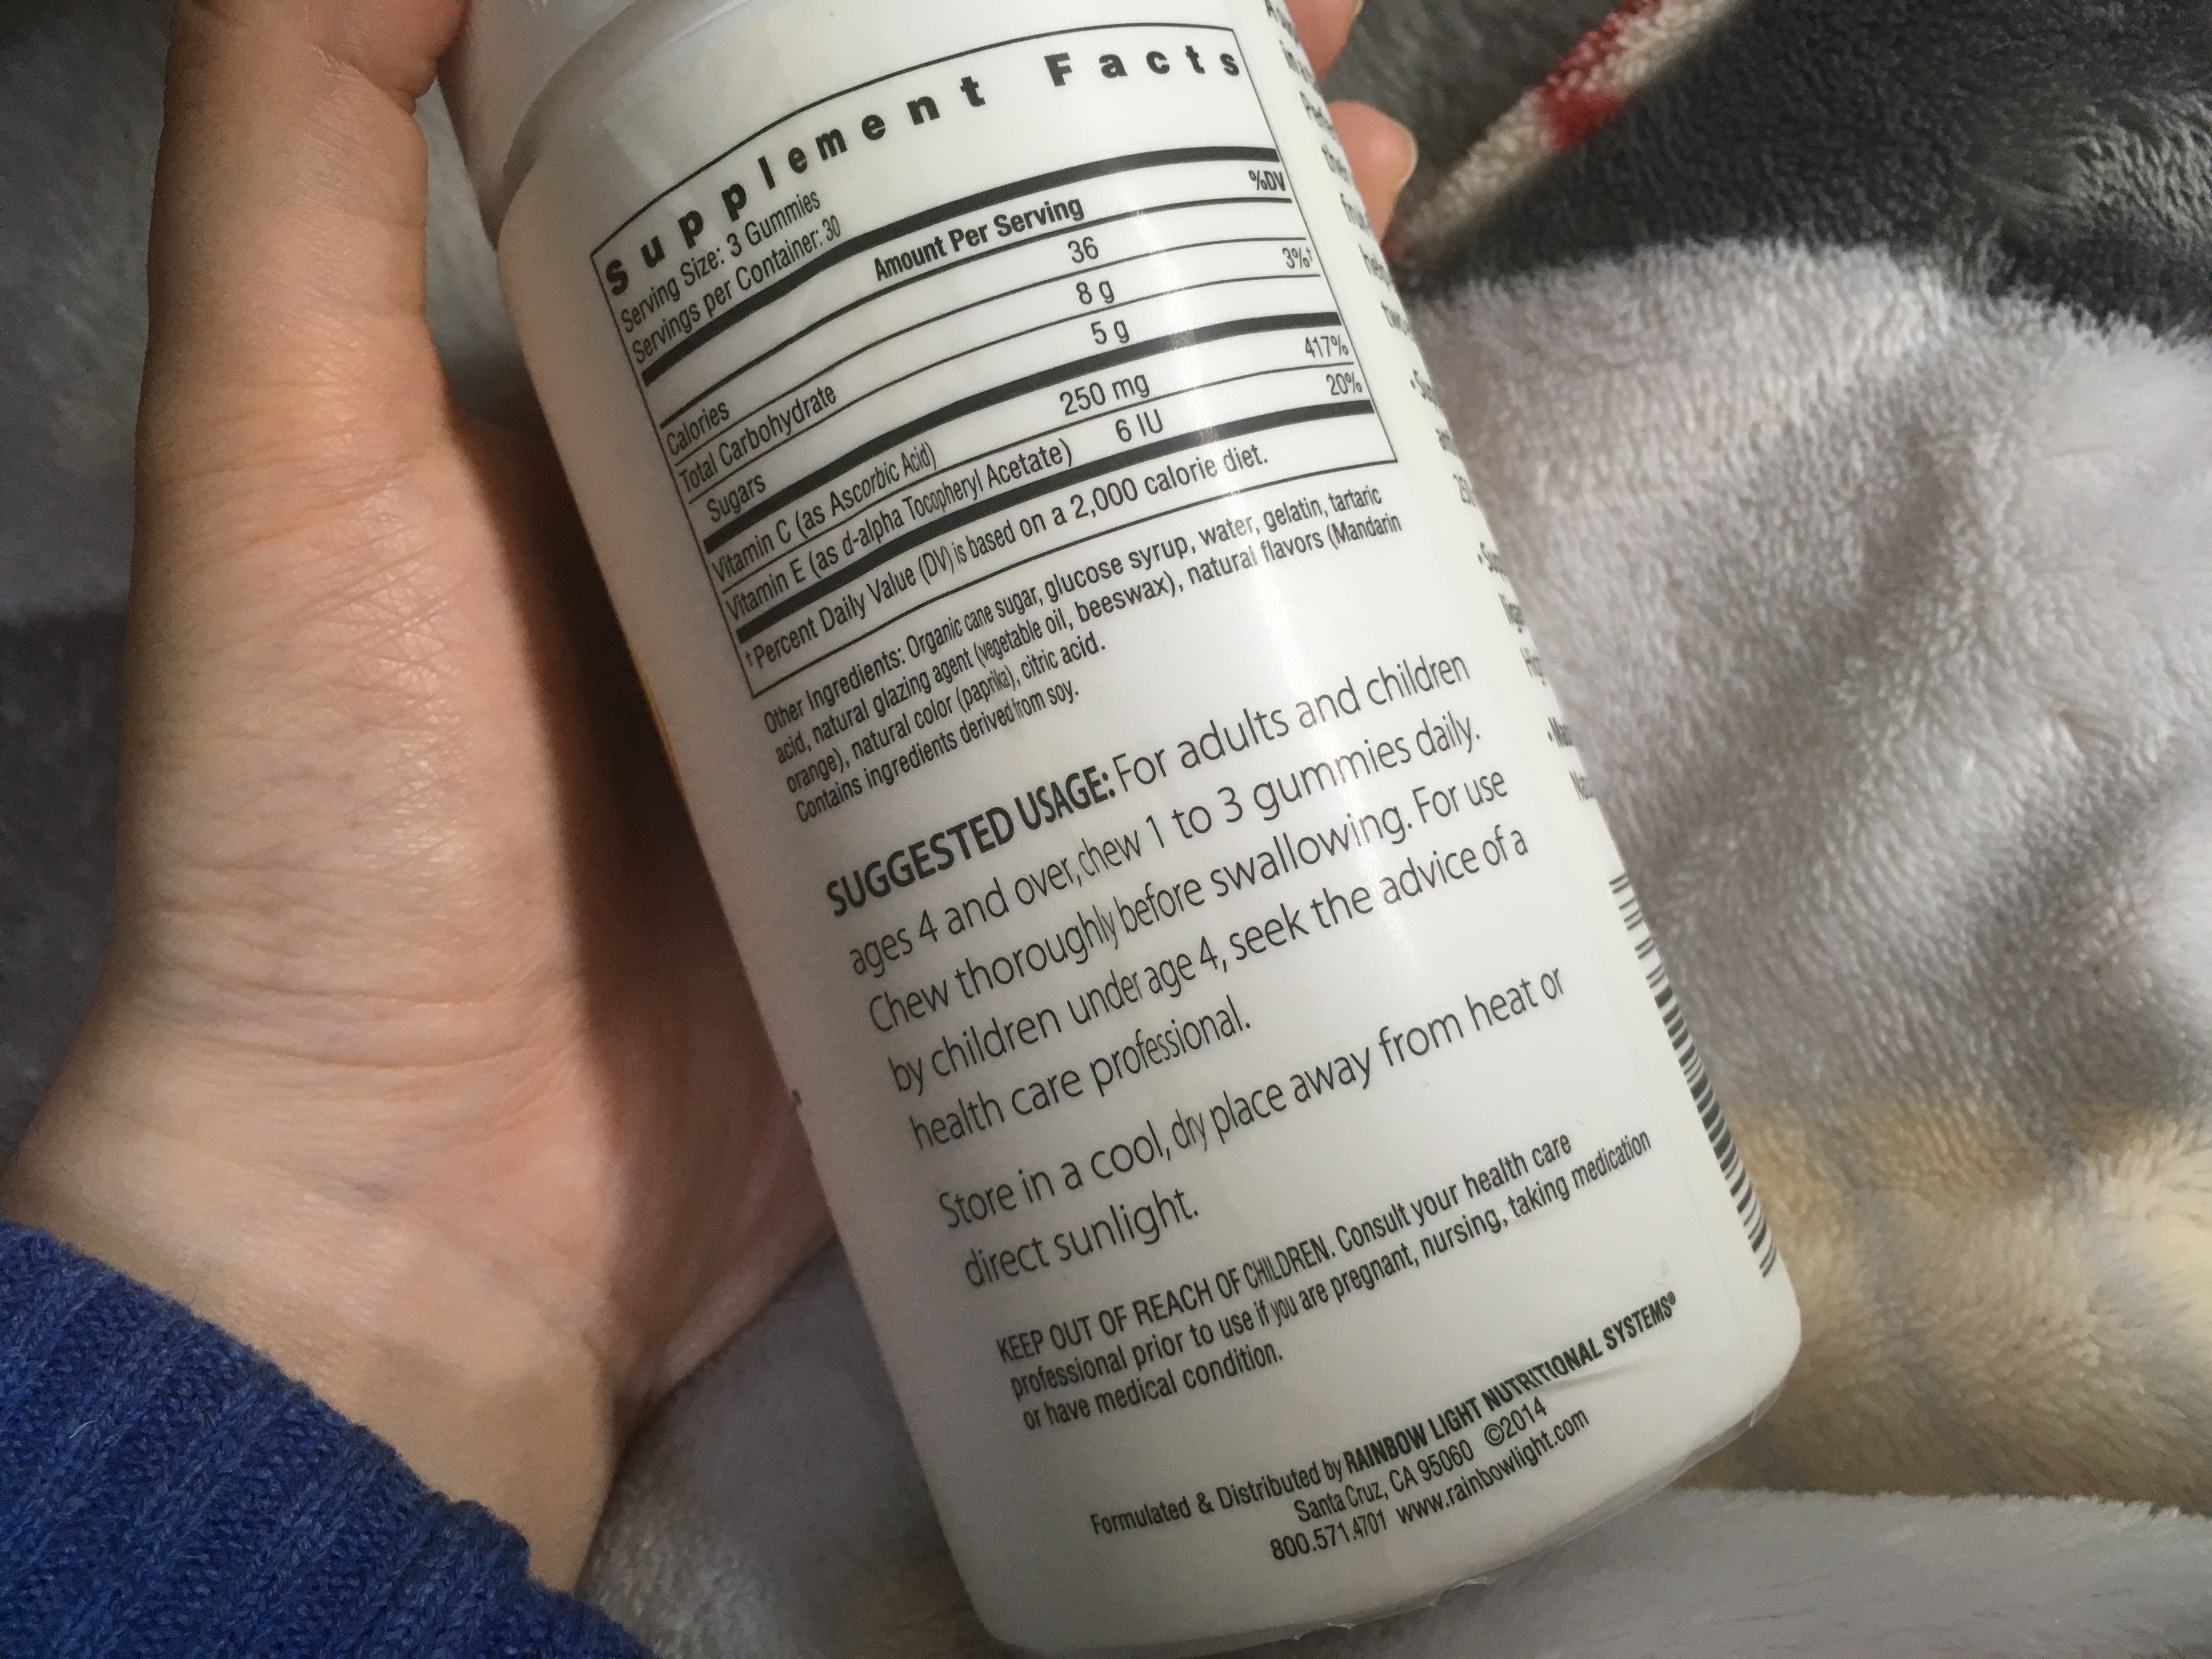 Supplement Facts
Serving Size: 3 Gummies
Servings per Container: 30
Amount Per Serving %DV
Calories 36
Total Carbohydrate 8 g 3%†
Sugars 5 g
Vitamin C (as Ascorbic Acid) 250 mg 417%
Vitamin E (as d-alpha Tocopheryl Acetate) 6 IU 20%
†Percent Daily Value (DV) is based on a 2,000 calorie diet.
Other Ingredients: Organic cane sugar, glucose syrup, water, gelatin, tartaric
acid, natural glazing agent (vegetable oil, beeswax), natural flavors (Mandarin
orange), natural color (paprika), citric acid.
Contains ingredients derived from soy.
SUGGESTED USAGE: For adults and children
ages 4 and over, chew 1 to 3 gummies daily.
Chew thoroughly before swallowing. For use
by children under age 4, seek the advice of a
health care professional.
Store in a cool, dry place away from heat or
direct sunlight.
KEEP OUT OF REACH OF CHILDREN. Consult your health care
professional prior to use if you are pregnant, nursing, taking medication
or have medical condition.
Formulated & Distributed by RAINBOW LIGHT NUTRITIONAL SYSTEMS®
Santa Cruz, CA 95060 ©2014
800.571.4701 www.rainbowlight.com